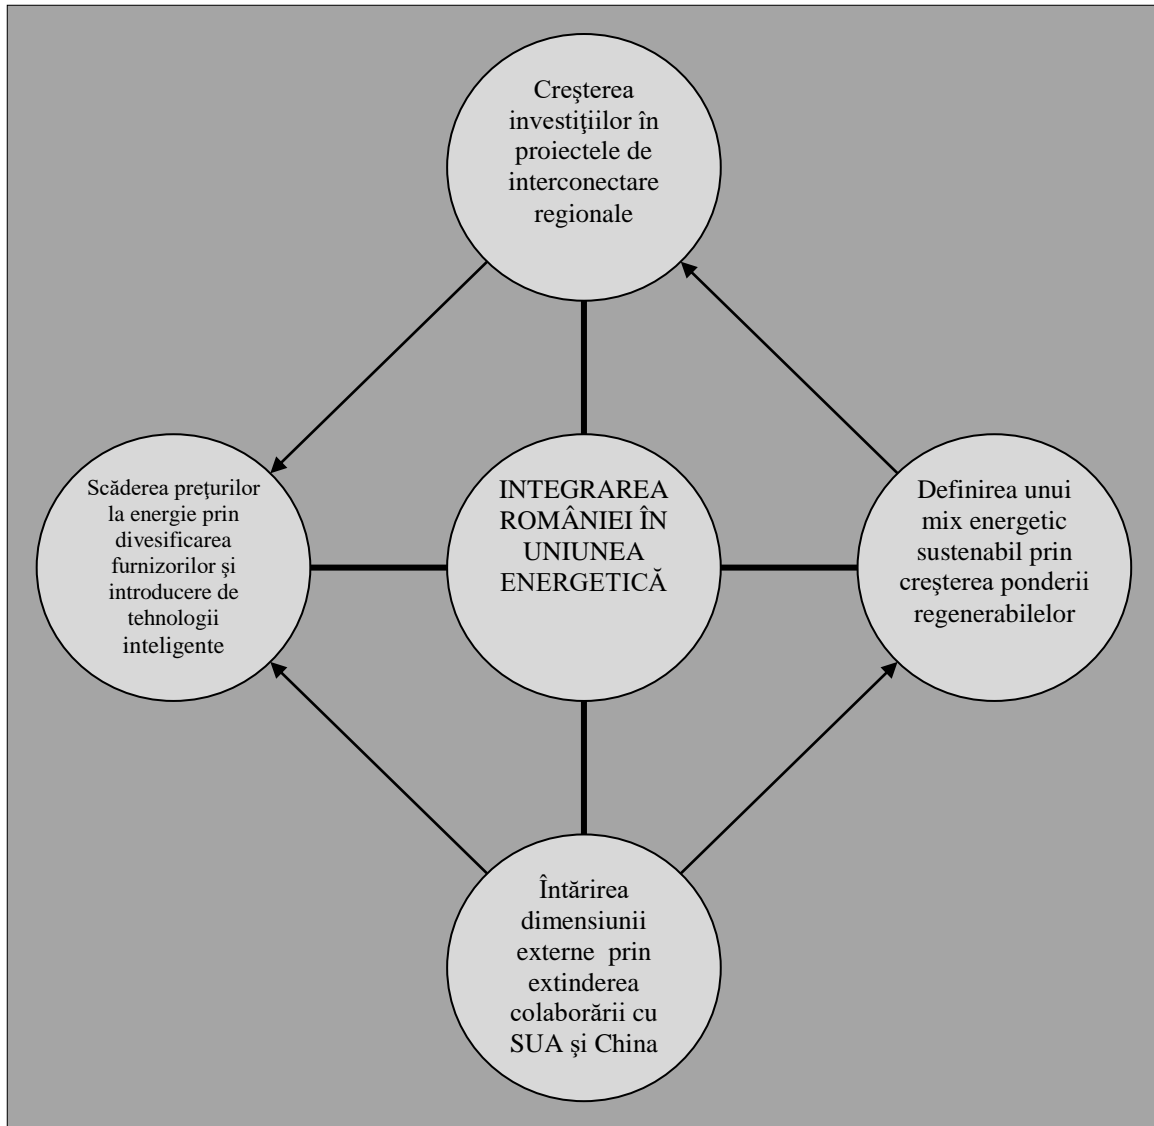 Creşterea
investiţiilor în
proiectele de
interconectare
regionale
Scăderea preţurilor
la energie prin
divesificarea
furnizorilor şi
introducere de
tehnologii
inteligente
INTEGRAREA
ROMÂNIEI ÎN
UNIUNEA
ENERGETICĂ
Definirea unui
mix energetic
sustenabil prin
creşterea ponderii
regenerabilelor
Întărirea
dimensiunii
externe prin
extinderea
colaborării cu
SUA şi China